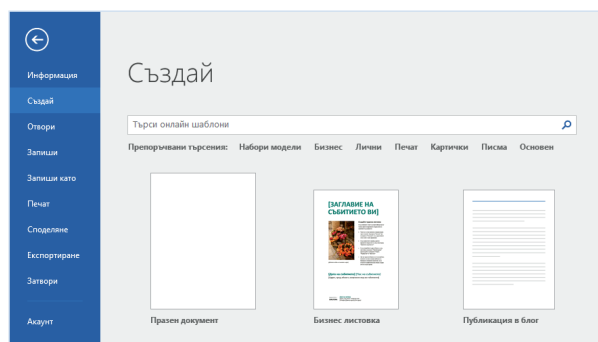 Създай
Информация
Създай
Отвори
Запиши
Запиши като
Печат
Споделяне
Експортиране
Затвори
Акаунт
Търси онлайн шаблони
Препоръчвани търсения: Набори модели Бизнес Лични Печат Картички Писма Основен
[ЗАГЛАВИЕ НА
СЪБИТИЕТО ВИ]
Празен документ Бизнес листовка Публикация в блог